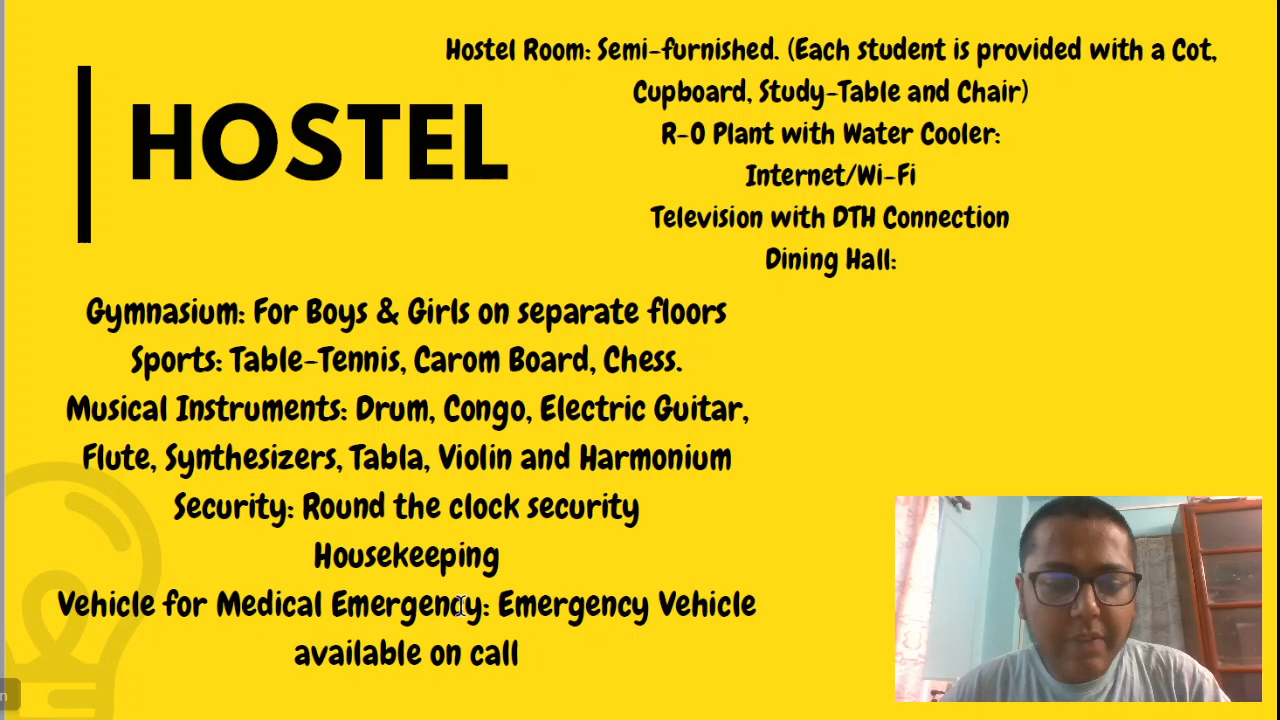 HOSTEL
Hostel Room: Semi-furnished. (Each student is provided with a Cot,
Cupboard, Study-Table and Chair)
R-O Plant with Water Cooler:
Internet/Wi-Fi
Television with DTH Connection
Dining Hall:
Gymnasium: For Boys & Girls on separate floors
Sports: Table-Tennis, Carom Board, Chess.
Musical Instruments: Drum, Congo, Electric Guitar,
Flute, Synthesizers, Tabla, Violin and Harmonium
Security: Round the clock security
Housekeeping
Vehicle for Medical Emergency: Emergency Vehicle
available on call